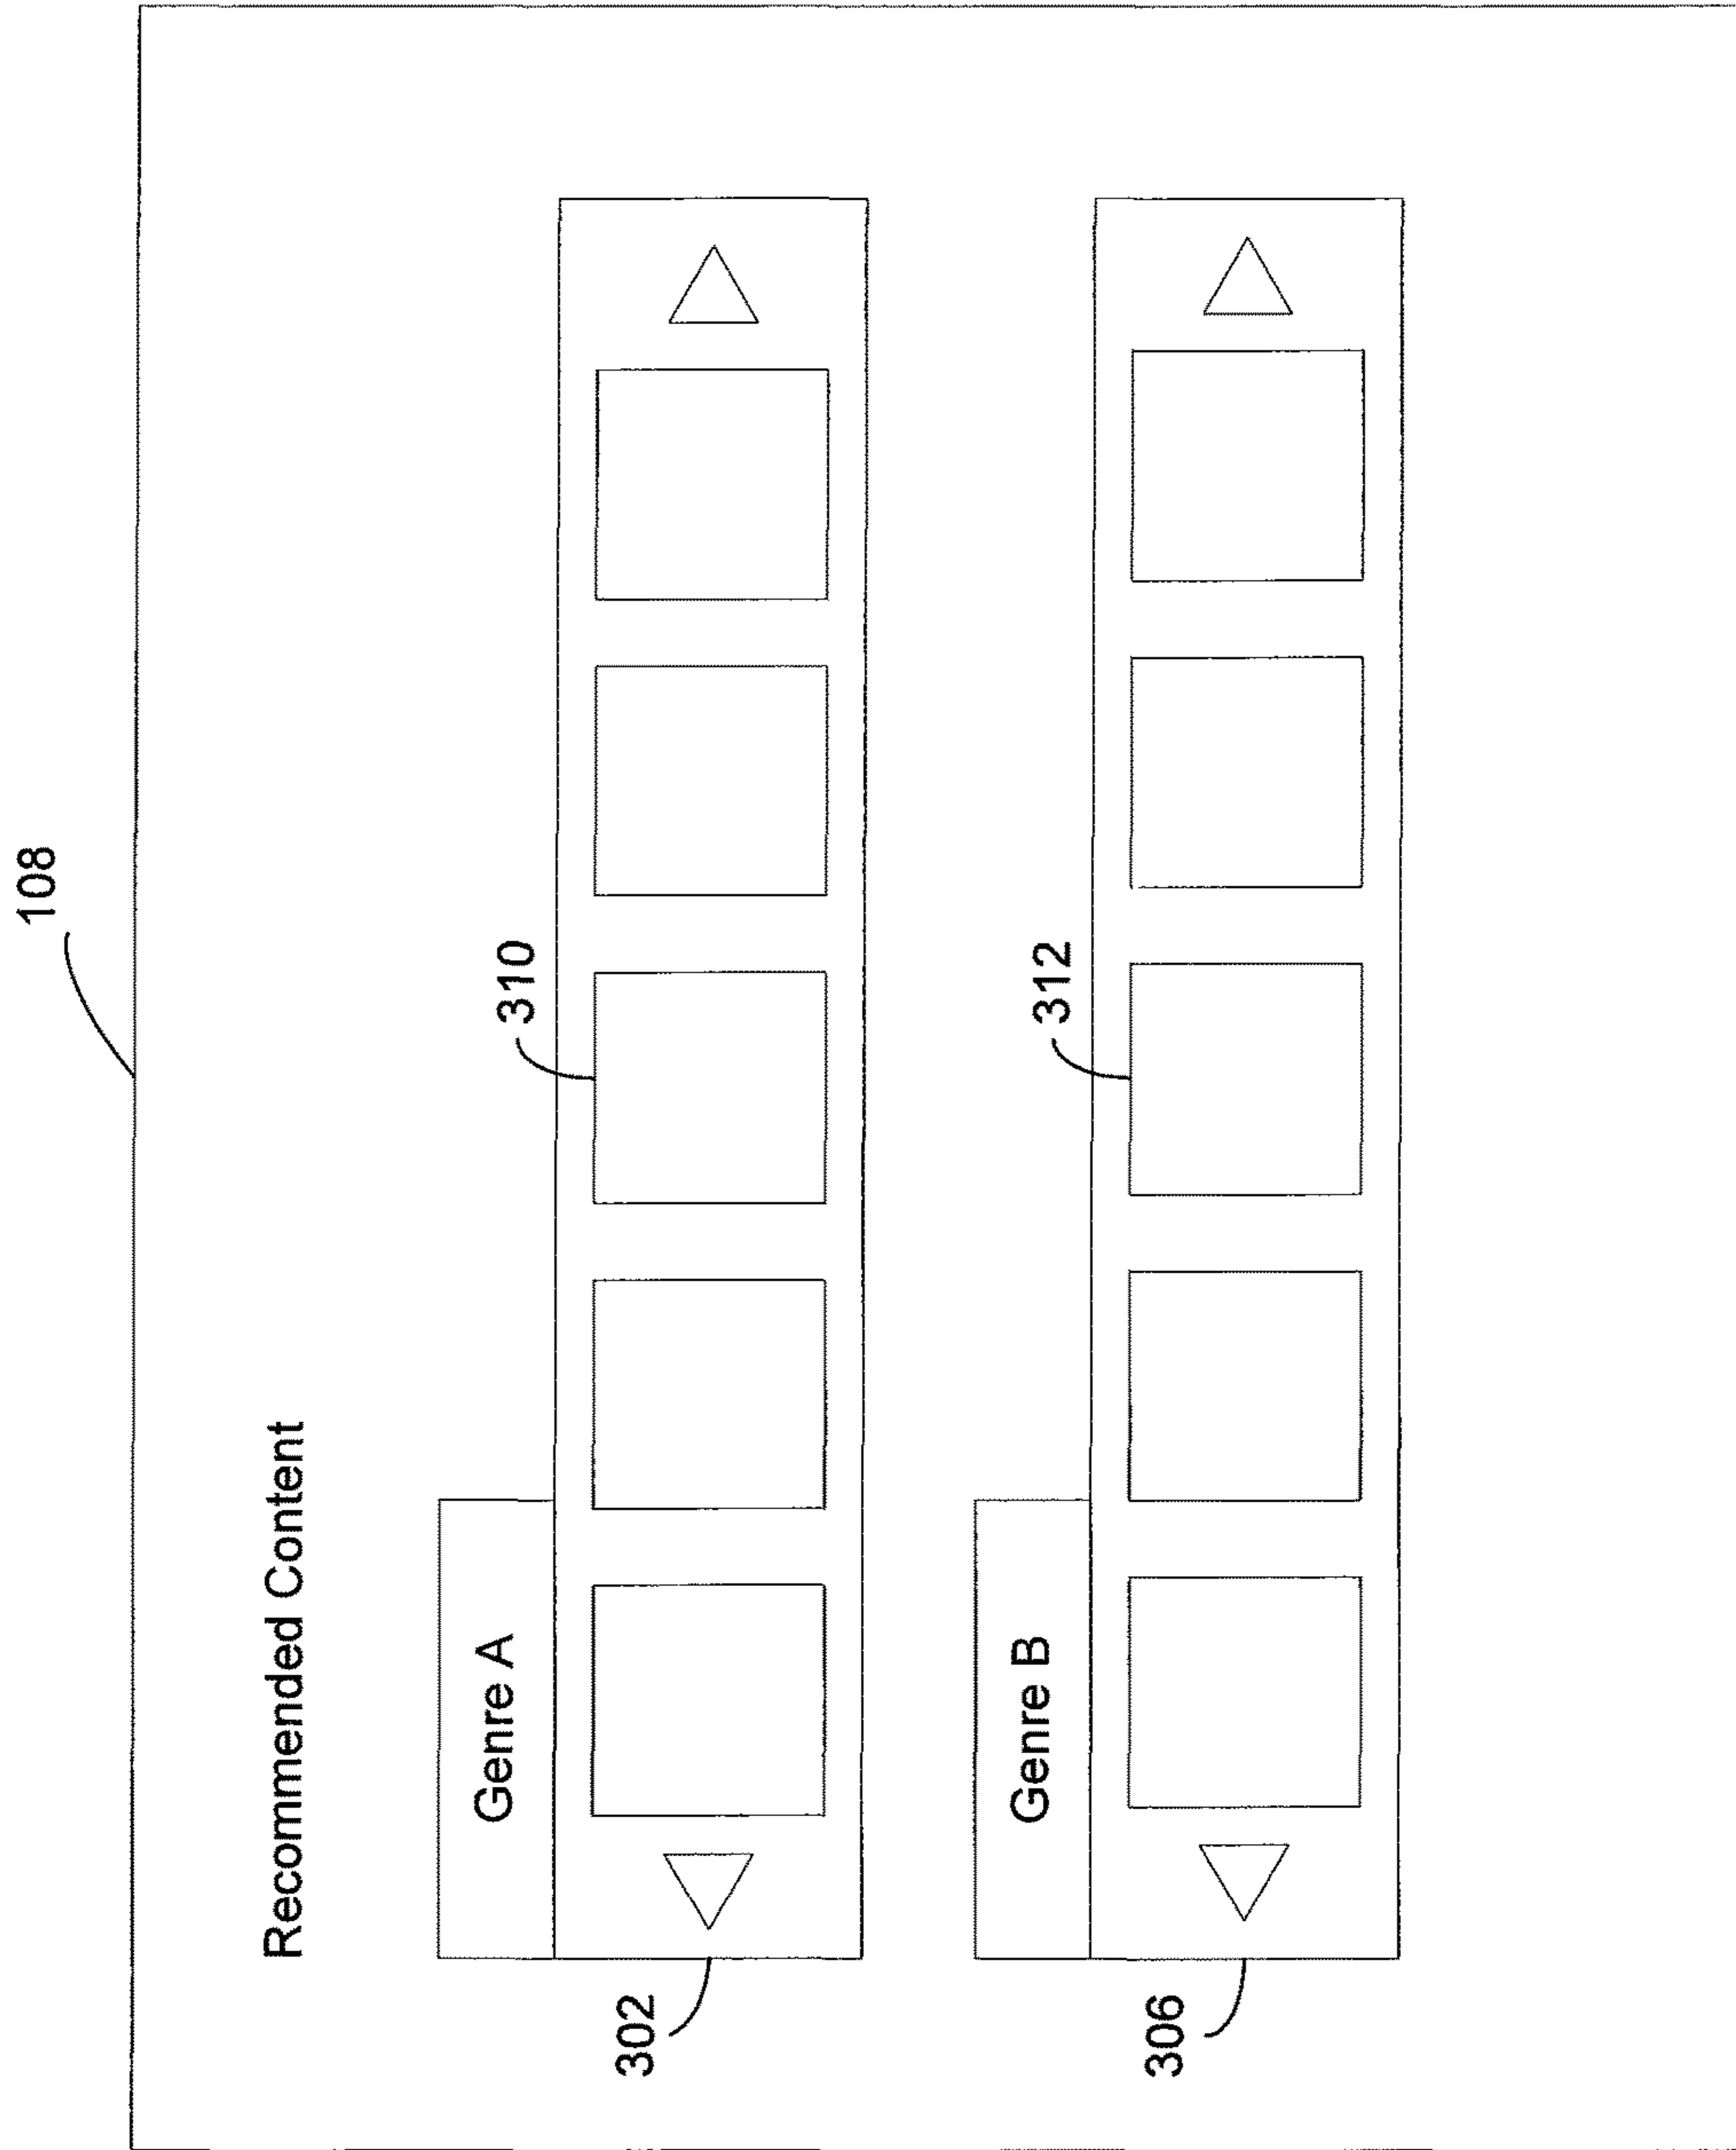 108
Recommended Content
Genre A
310
302
Genre B
312
306